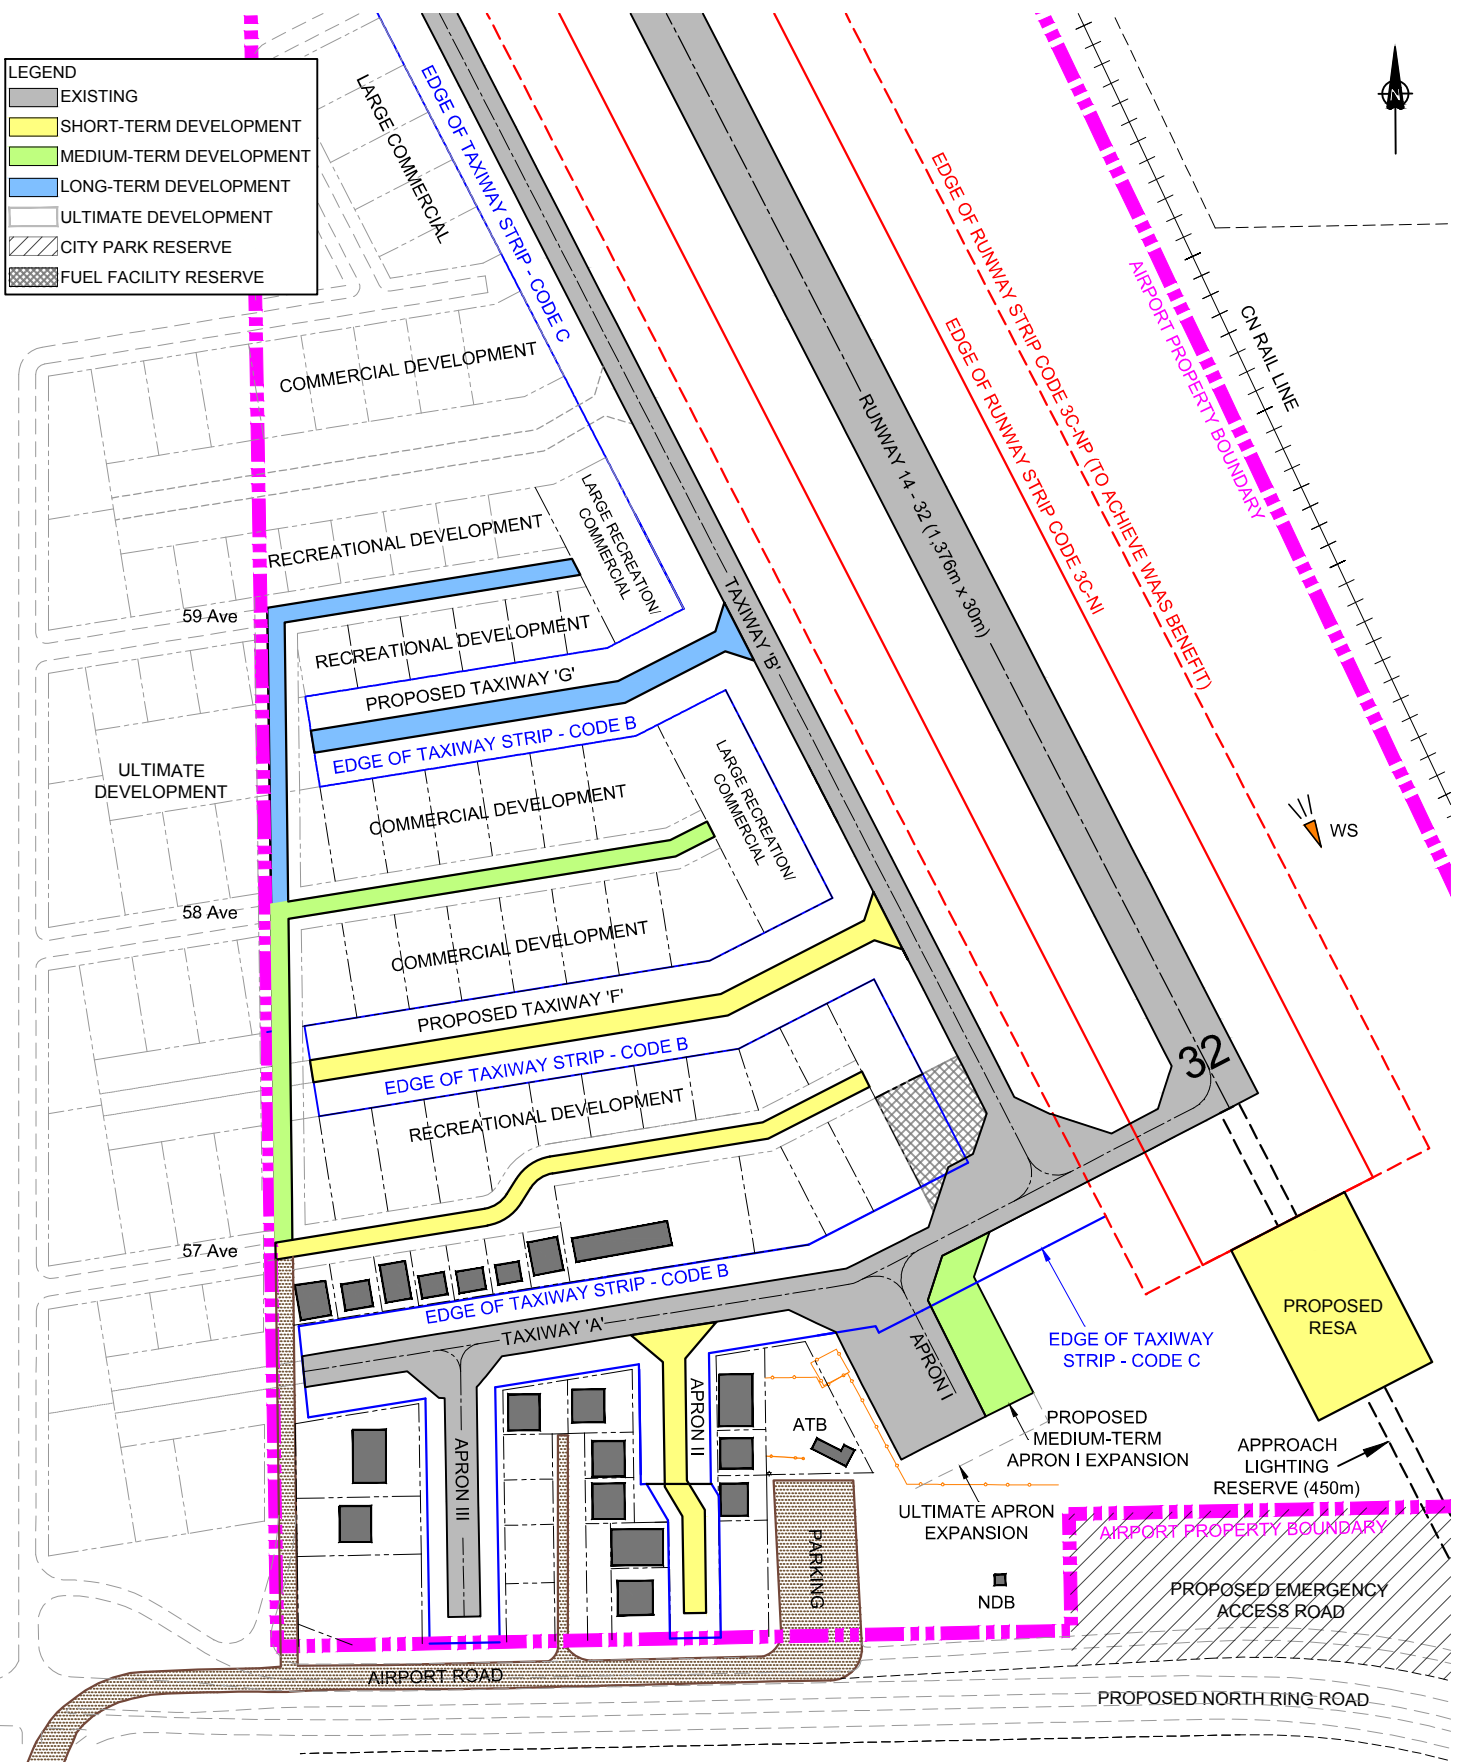 LEGEND
EXISTING
SHORT-TERM DEVELOPMENT
MEDIUM-TERM DEVELOPMENT
LONG-TERM DEVELOPMENT
ULTIMATE DEVELOPMENT
CITY PARK RESERVE
FUEL FACILITY RESERVE
N
LARGE COMMERCIAL
EDGE OF TAXIWAY STRIP - CODE C
EDGE OF RUNWAY STRIP CODE 3C-NP (TO ACHIEVE WAAS BENEFIT)
EDGE OF RUNWAY STRIP CODE 3C-NI
AIRPORT PROPERTY BOUNDARY
CN RAIL LINE
RUNWAY 14 - 32 (1,376m x 30m)
COMMERCIAL DEVELOPMENT
RECREATIONAL DEVELOPMENT
LARGE RECREATION/
COMMERCIAL
TAXIWAY 'B'
59 Ave
RECREATIONAL DEVELOPMENT
PROPOSED TAXIWAY 'G'
EDGE OF TAXIWAY STRIP - CODE B
ULTIMATE
DEVELOPMENT
COMMERCIAL DEVELOPMENT
LARGE RECREATION/
COMMERCIAL
WS
58 Ave
COMMERCIAL DEVELOPMENT
PROPOSED TAXIWAY 'F'
EDGE OF TAXIWAY STRIP - CODE B
RECREATIONAL DEVELOPMENT
32
57 Ave
EDGE OF TAXIWAY STRIP - CODE B
TAXIWAY 'A'
PROPOSED
RESA
EDGE OF TAXIWAY
STRIP - CODE C
APRON I
APRON II
APRON III
ATB
PROPOSED
MEDIUM-TERM
APRON I EXPANSION
APPROACH
LIGHTING
RESERVE (450m)
ULTIMATE APRON
EXPANSION
AIRPORT PROPERTY BOUNDARY
PARKING
NDB
PROPOSED EMERGENCY
ACCESS ROAD
AIRPORT ROAD
PROPOSED NORTH RING ROAD